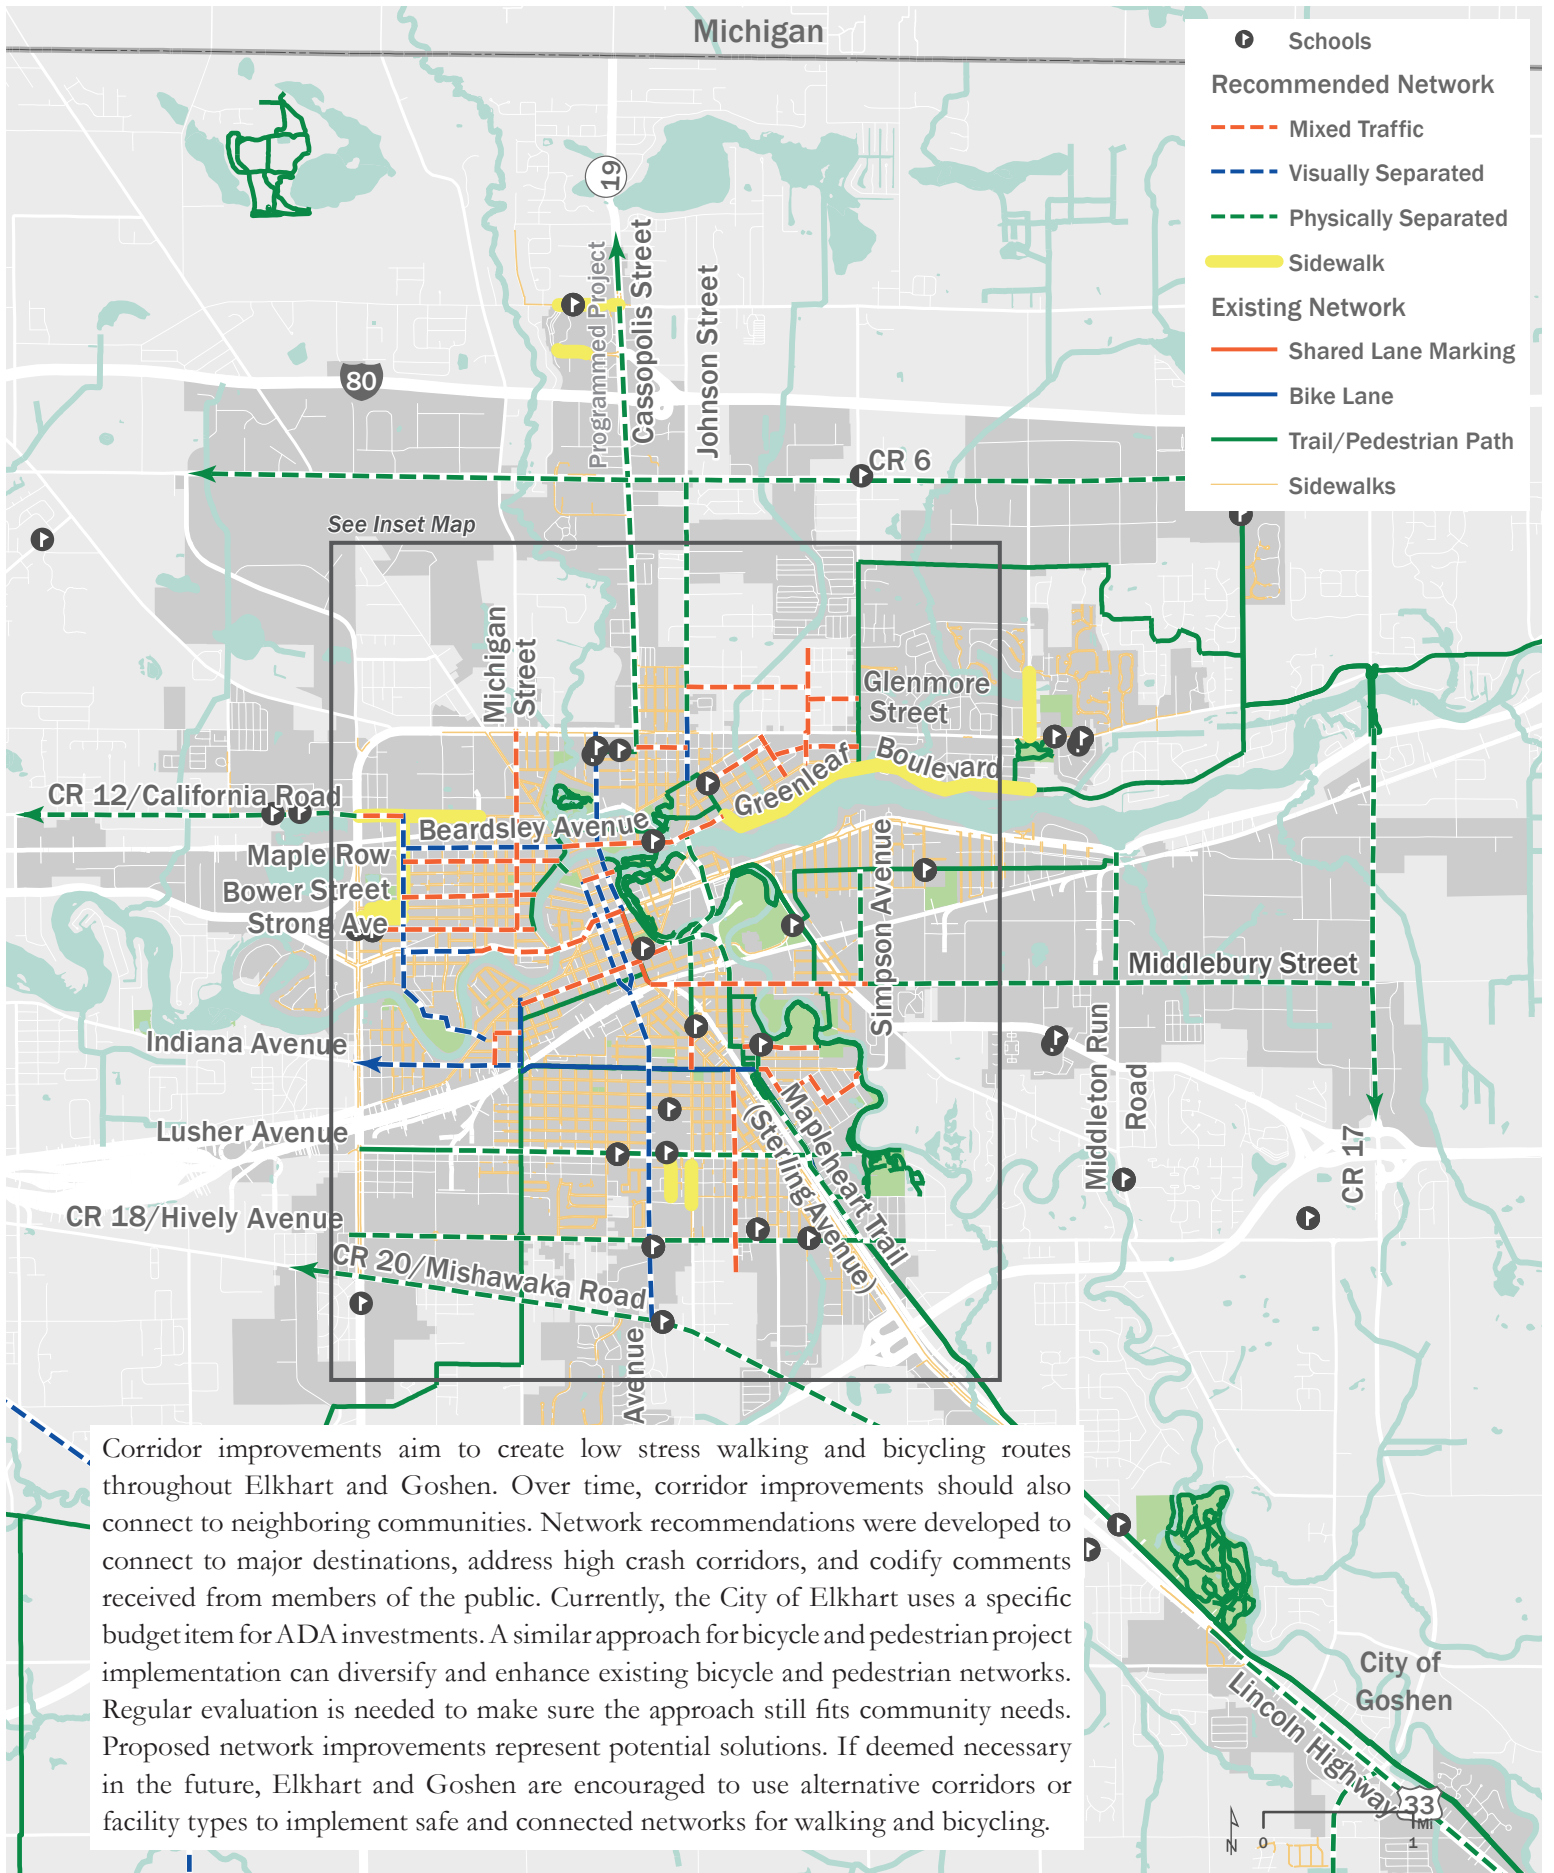 Michigan
Schools
Recommended Network
Mixed Traffic
Visually Separated
Physically Separated
Sidewalk
Existing Network
Shared Lane Marking
Bike Lane
Trail/Pedestrian Path
Sidewalks
19
Programmed Project
Cassopolis Street
Johnson Street
80
CR 6
See Inset Map
Michigan
Street
Glenmore
Street
Greenleaf Boulevard
CR 12/California Road
Beardsley Avenue
Maple Row
Bower Street
Strong Ave
Simpson Avenue
Middlebury Street
Indiana Avenue
Middleton Run
Road
Lusher Avenue
Mapleheart Trail
(Sterling Avenue)
CR 17
CR 18/Hively Avenue
CR 20/Mishawaka Road
Avenue
Corridor improvements aim to create low stress walking and bicycling routes
throughout Elkhart and Goshen. Over time, corridor improvements should also
connect to neighboring communities. Network recommendations were developed to
connect to major destinations, address high crash corridors, and codify comments
received from members of the public. Currently, the City of Elkhart uses a specific
budget item for ADA investments. A similar approach for bicycle and pedestrian project
implementation can diversify and enhance existing bicycle and pedestrian networks.
Regular evaluation is needed to make sure the approach still fits community needs.
Proposed network improvements represent potential solutions. If deemed necessary
in the future, Elkhart and Goshen are encouraged to use alternative corridors or
facility types to implement safe and connected networks for walking and bicycling.
City of
Goshen
Lincoln Highway
33
N
0
1
MI